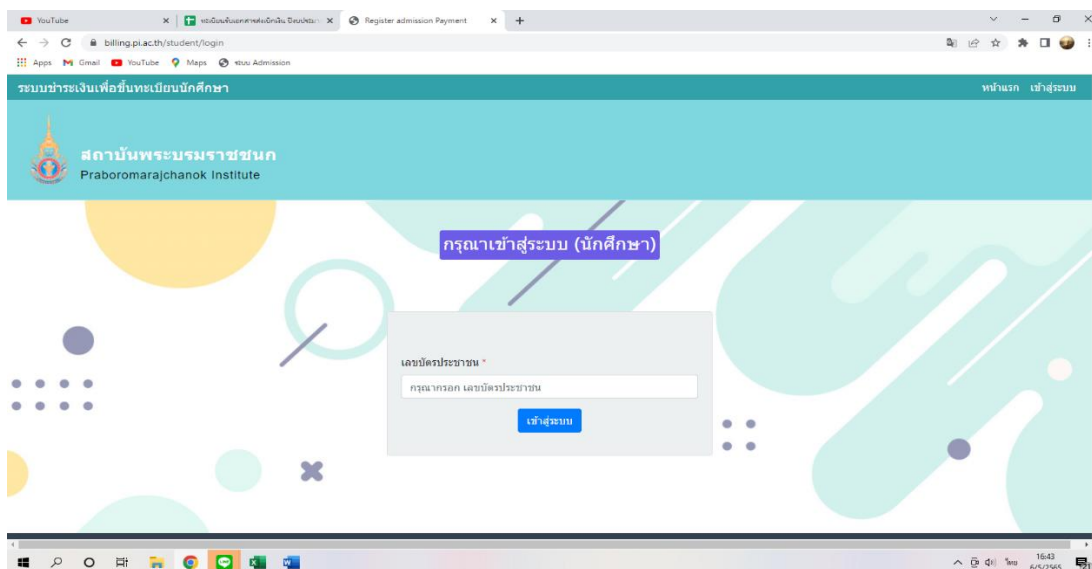 YouTube
Register admission Payment
billing.pi.ac.th/student/login
Apps Gmail YouTube Maps ระบบ Admission
ระบบชำระเงินเพื่อขึ้นทะเบียนนักศึกษา หน้าแรก เข้าสู่ระบบ
สถาบันพระบรมราชชนก
Praboromarajchanok Institute
กรุณาเข้าสู่ระบบ (นักศึกษา)
เลขบัตรประชาชน *
กรุณากรอก เลขบัตรประชาชน
เข้าสู่ระบบ
ไทย 16:43
6/5/2565